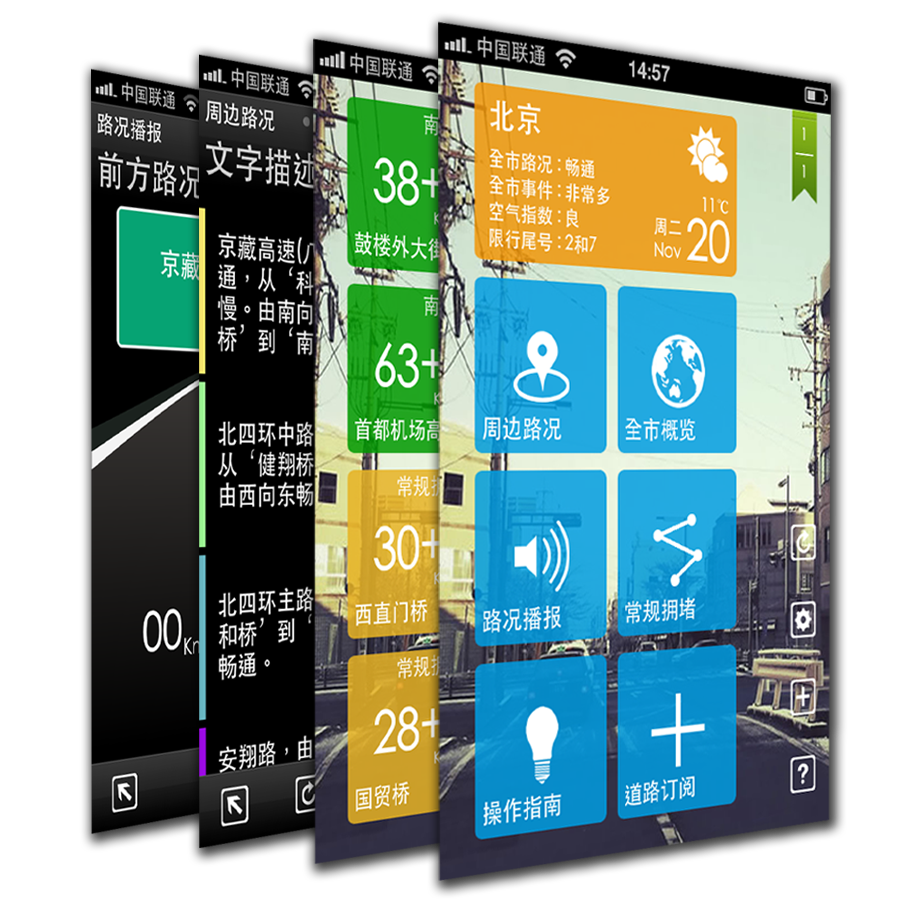 中国联通
路况播报
前方路况
京藏
00Km
中国联通
周边路况
文字描述
京藏高速(八
通，从‘科
慢。由南向
桥’到‘南
北四环中路
从‘健翔桥
由西向东畅
北四环主路
和桥’到‘
畅通。
安翔路，由
中国联通
南
38+
鼓楼外大街
南
63+
首都机场高
常规拥
30+
西直门桥
常规拥
28+
国贸桥
中国联通
14:57
北京
全市路况：畅通
全市事件：非常多
空气指数：良
限行尾号：2和7
11℃
周二
Nov 20
1
1
周边路况
全市概览
路况播报
常规拥堵
操作指南
道路订阅
?